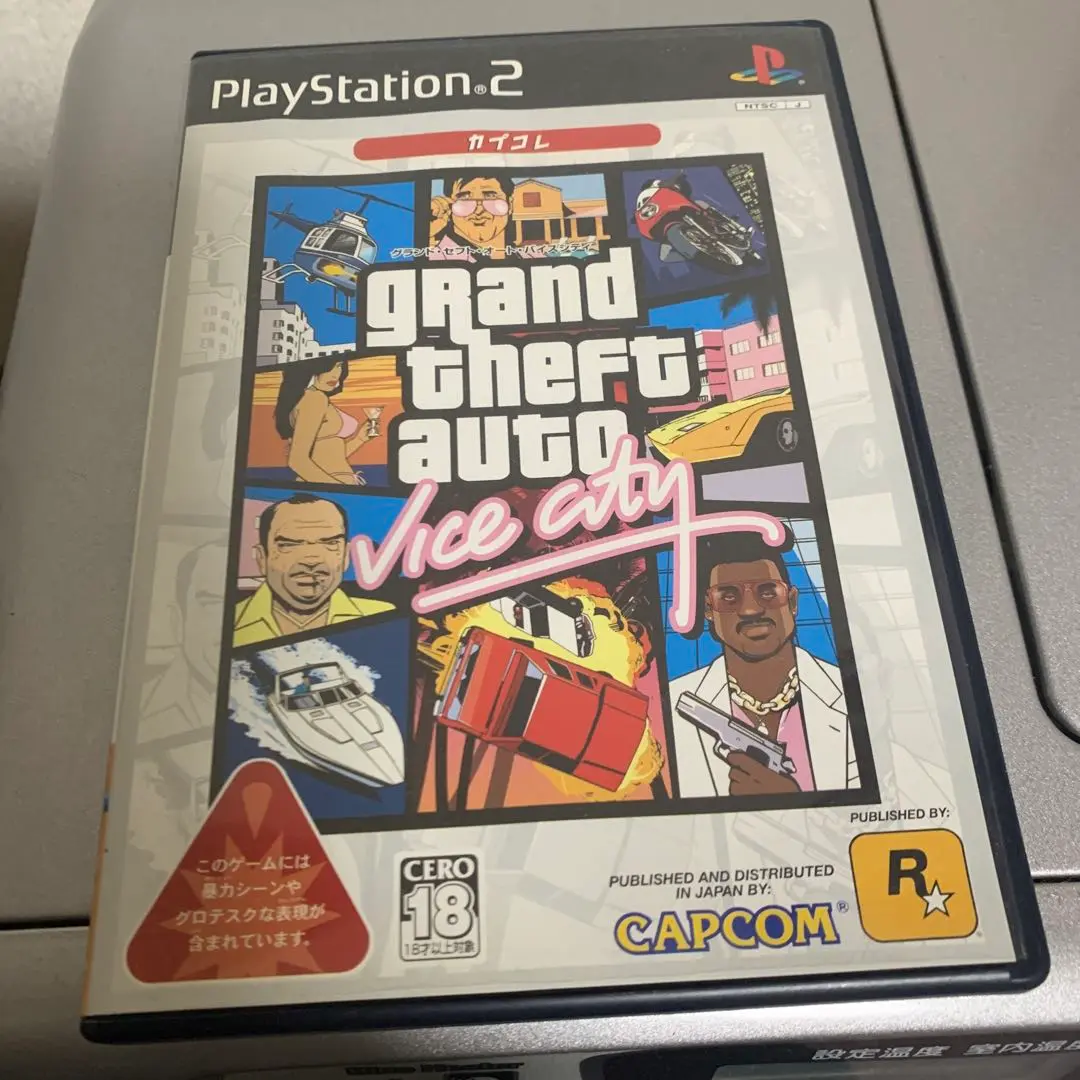 PlayStation®2
NTSC J
カプコレ
グランド・セフト・オート・バイスシティ
grand
theft
auto
Vice City
このゲームには
暴力シーンや
グロテスクな表現が
含まれています。
CERO
18
18才以上対象
PUBLISHED AND DISTRIBUTED
IN JAPAN BY:
CAPCOM®
PUBLISHED BY:
R
設定温度 室内温度